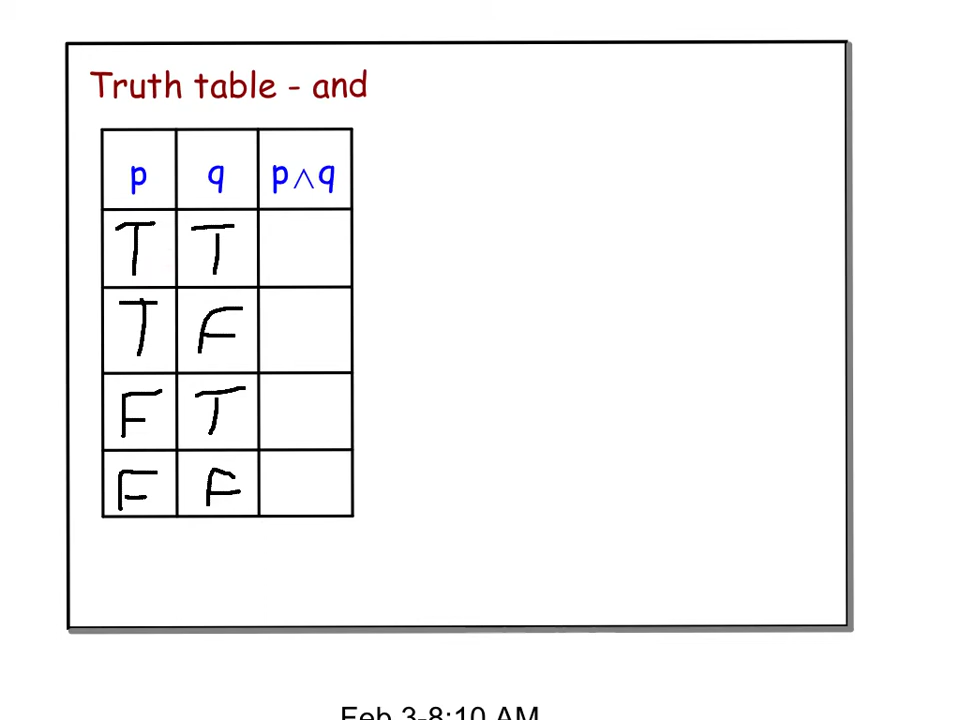 Truth table - and
p q p∧q
T T
T F
F T
F F
Feb 3-8:10 AM